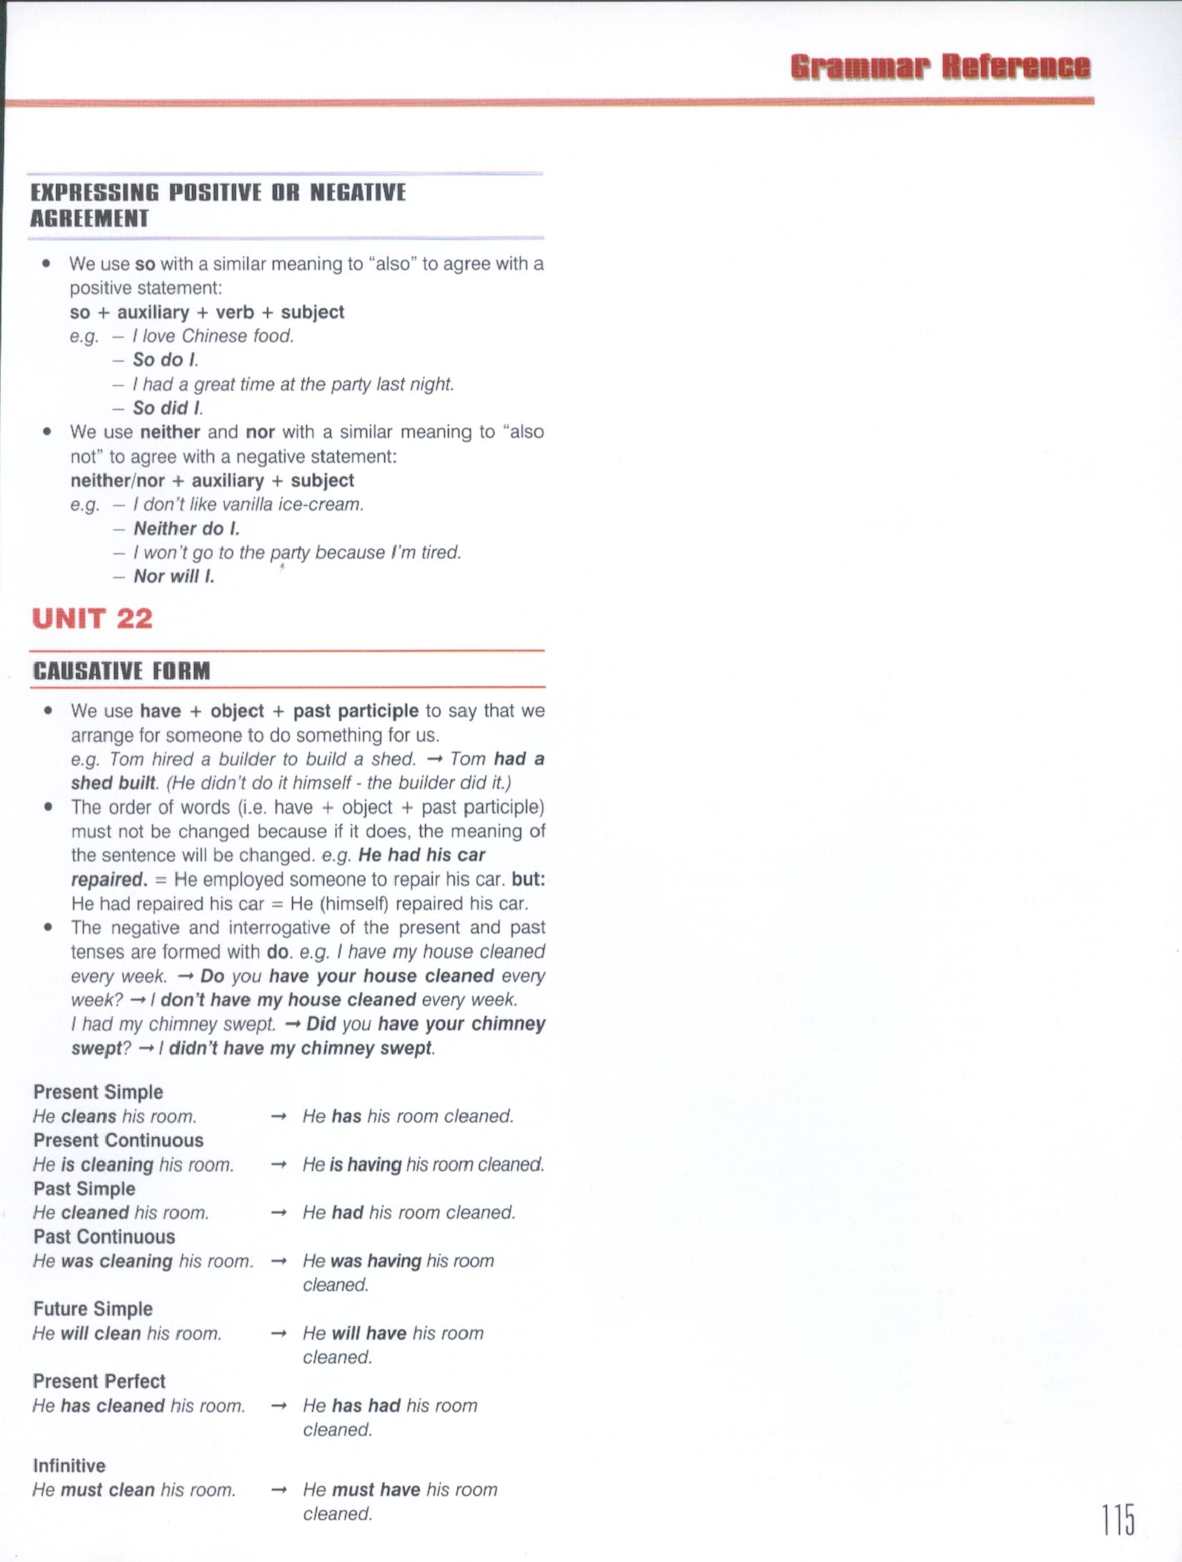 Grammar Reference
EXPRESSING POSITIVE OR NEGATIVE
AGREEMENT
• We use so with a similar meaning to “also” to agree with a
positive statement:
so + auxiliary + verb + subject
e.g. – I love Chinese food.
– So do I.
– I had a great time at the party last night.
– So did I.
• We use neither and nor with a similar meaning to “also
not” to agree with a negative statement:
neither/nor + auxiliary + subject
e.g. – I don't like vanilla ice-cream.
– Neither do I.
– I won't go to the party because I'm tired.
– Nor will I.
UNIT 22
CAUSATIVE FORM
• We use have + object + past participle to say that we
arrange for someone to do something for us.
e.g. Tom hired a builder to build a shed. → Tom had a
shed built. (He didn't do it himself - the builder did it.)
• The order of words (i.e. have + object + past participle)
must not be changed because if it does, the meaning of
the sentence will be changed. e.g. He had his car
repaired. = He employed someone to repair his car. but:
He had repaired his car = He (himself) repaired his car.
• The negative and interrogative of the present and past
tenses are formed with do. e.g. I have my house cleaned
every week. → Do you have your house cleaned every
week? → I don't have my house cleaned every week.
I had my chimney swept. → Did you have your chimney
swept? → I didn't have my chimney swept.
Present Simple
He cleans his room. → He has his room cleaned.
Present Continuous
He is cleaning his room. → He is having his room cleaned.
Past Simple
He cleaned his room. → He had his room cleaned.
Past Continuous
He was cleaning his room. → He was having his room
cleaned.
Future Simple
He will clean his room. → He will have his room
cleaned.
Present Perfect
He has cleaned his room. → He has had his room
cleaned.
Infinitive
He must clean his room. → He must have his room
cleaned.
115